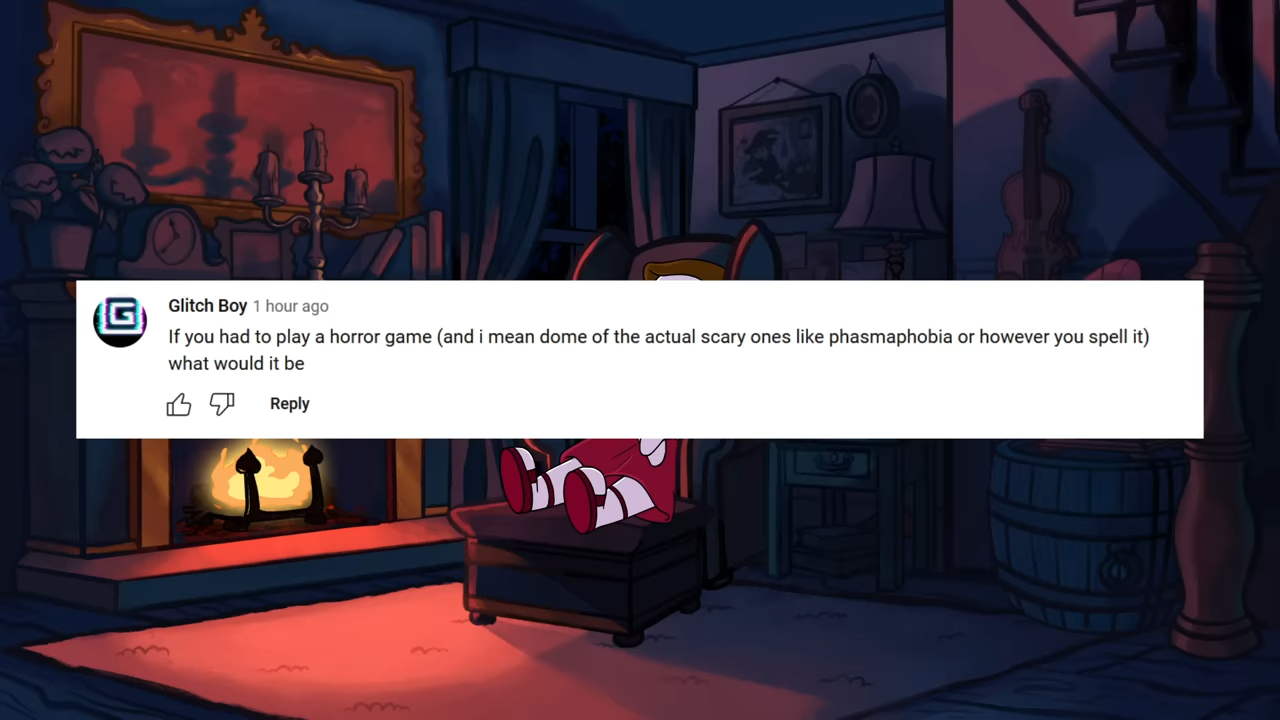 Glitch Boy 1 hour ago
If you had to play a horror game (and i mean dome of the actual scary ones like phasmaphobia or however you spell it)
what would it be
Reply